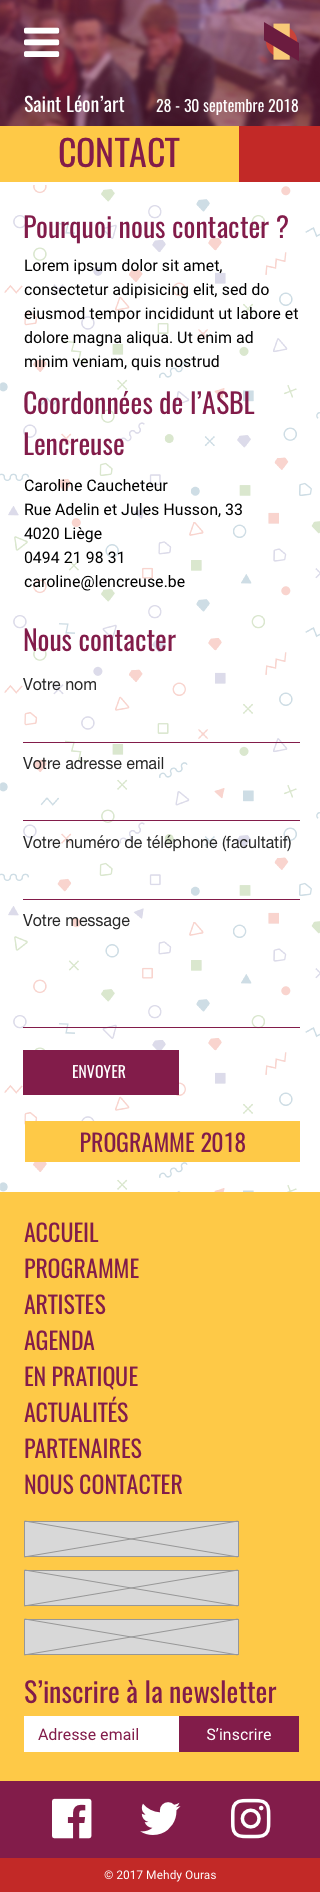 Saint Léon’art
28 - 30 septembre 2018
CONTACT
Pourquoi nous contacter ?
Lorem ipsum dolor sit amet,
consectetur adipisicing elit, sed do
eiusmod tempor incididunt ut labore et
dolore magna aliqua. Ut enim ad
minim veniam, quis nostrud
Coordonnées de l’ASBL
Lencreuse
Caroline Caucheteur
Rue Adelin et Jules Husson, 33
4020 Liège
0494 21 98 31
caroline@lencreuse.be
Nous contacter
Votre nom
Votre adresse email
Votre numéro de téléphone (facultatif)
Votre message
ENVOYER
PROGRAMME 2018
ACCUEIL
PROGRAMME
ARTISTES
AGENDA
EN PRATIQUE
ACTUALITÉS
PARTENAIRES
NOUS CONTACTER
S’inscrire à la newsletter
Adresse email
S’inscrire
© 2017 Mehdy Ouras